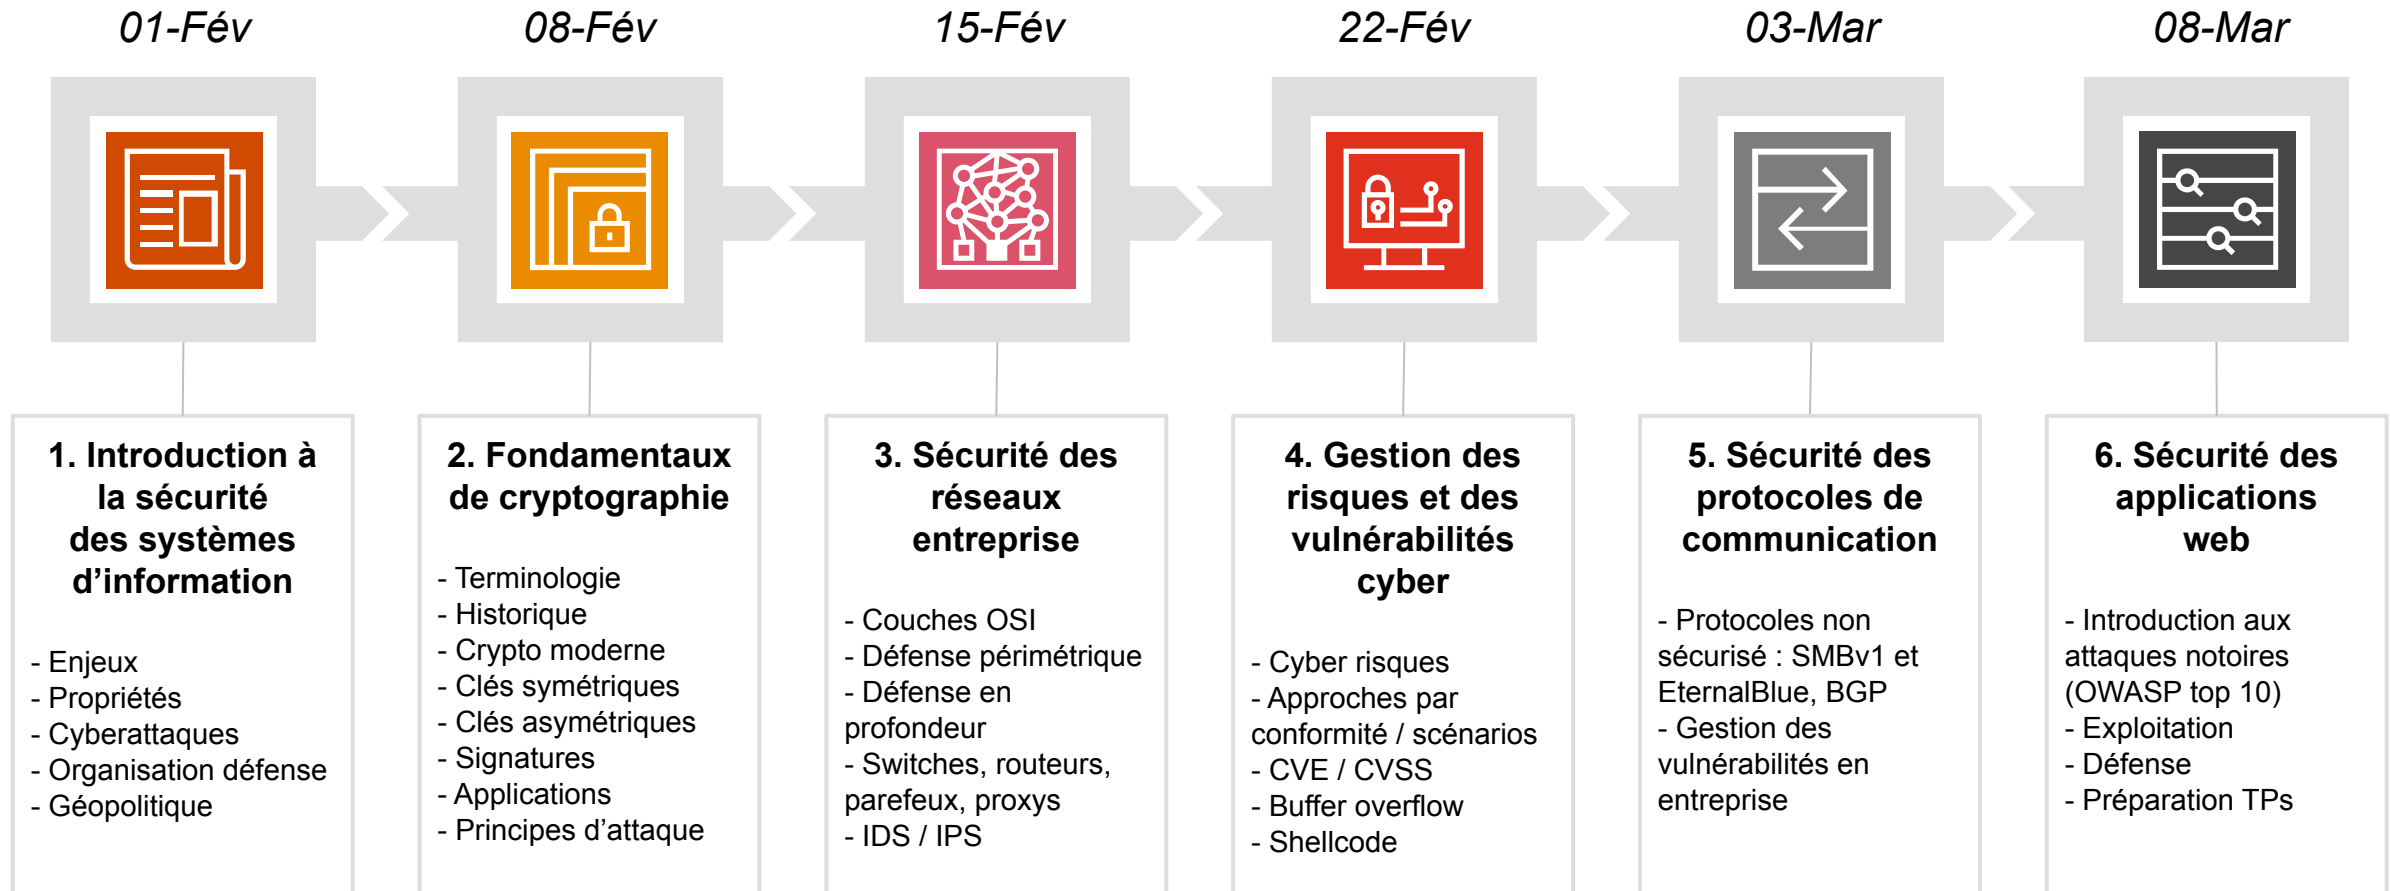 01-Fév
08-Fév
15-Fév
22-Fév
03-Mar
08-Mar
1. Introduction à
la sécurité
des systèmes
d’information
- Enjeux
- Propriétés
- Cyberattaques
- Organisation défense
- Géopolitique
2. Fondamentaux
de cryptographie
- Terminologie
- Historique
- Crypto moderne
- Clés symétriques
- Clés asymétriques
- Signatures
- Applications
- Principes d’attaque
3. Sécurité des
réseaux
entreprise
- Couches OSI
- Défense périmétrique
- Défense en
profondeur
- Switches, routeurs,
parefeux, proxys
- IDS / IPS
4. Gestion des
risques et des
vulnérabilités
cyber
- Cyber risques
- Approches par
conformité / scénarios
- CVE / CVSS
- Buffer overflow
- Shellcode
5. Sécurité des
protocoles de
communication
- Protocoles non
sécurisé : SMBv1 et
EternalBlue, BGP
- Gestion des
vulnérabilités en
entreprise
6. Sécurité des
applications
web
- Introduction aux
attaques notoires
(OWASP top 10)
- Exploitation
- Défense
- Préparation TPs